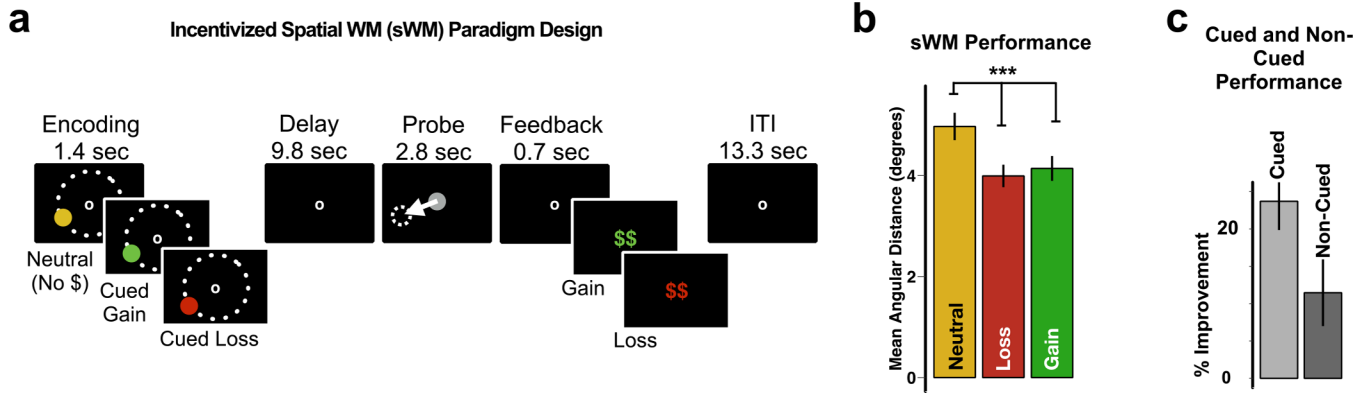 a
Incentivized Spatial WM (sWM) Paradigm Design
Encoding
1.4 sec
Delay
9.8 sec
Probe
2.8 sec
Feedback
0.7 sec
ITI
13.3 sec
o
o
o
o
o
o
Neutral
(No $)
Cued
Gain
Cued Loss
$$
Gain
$$
Loss
b
sWM Performance
***
Mean Angular Distance (degrees)
4
2
0
Neutral
Loss
Gain
c
Cued and Non-
Cued
Performance
% Improvement
20
0
Cued
Non-Cued